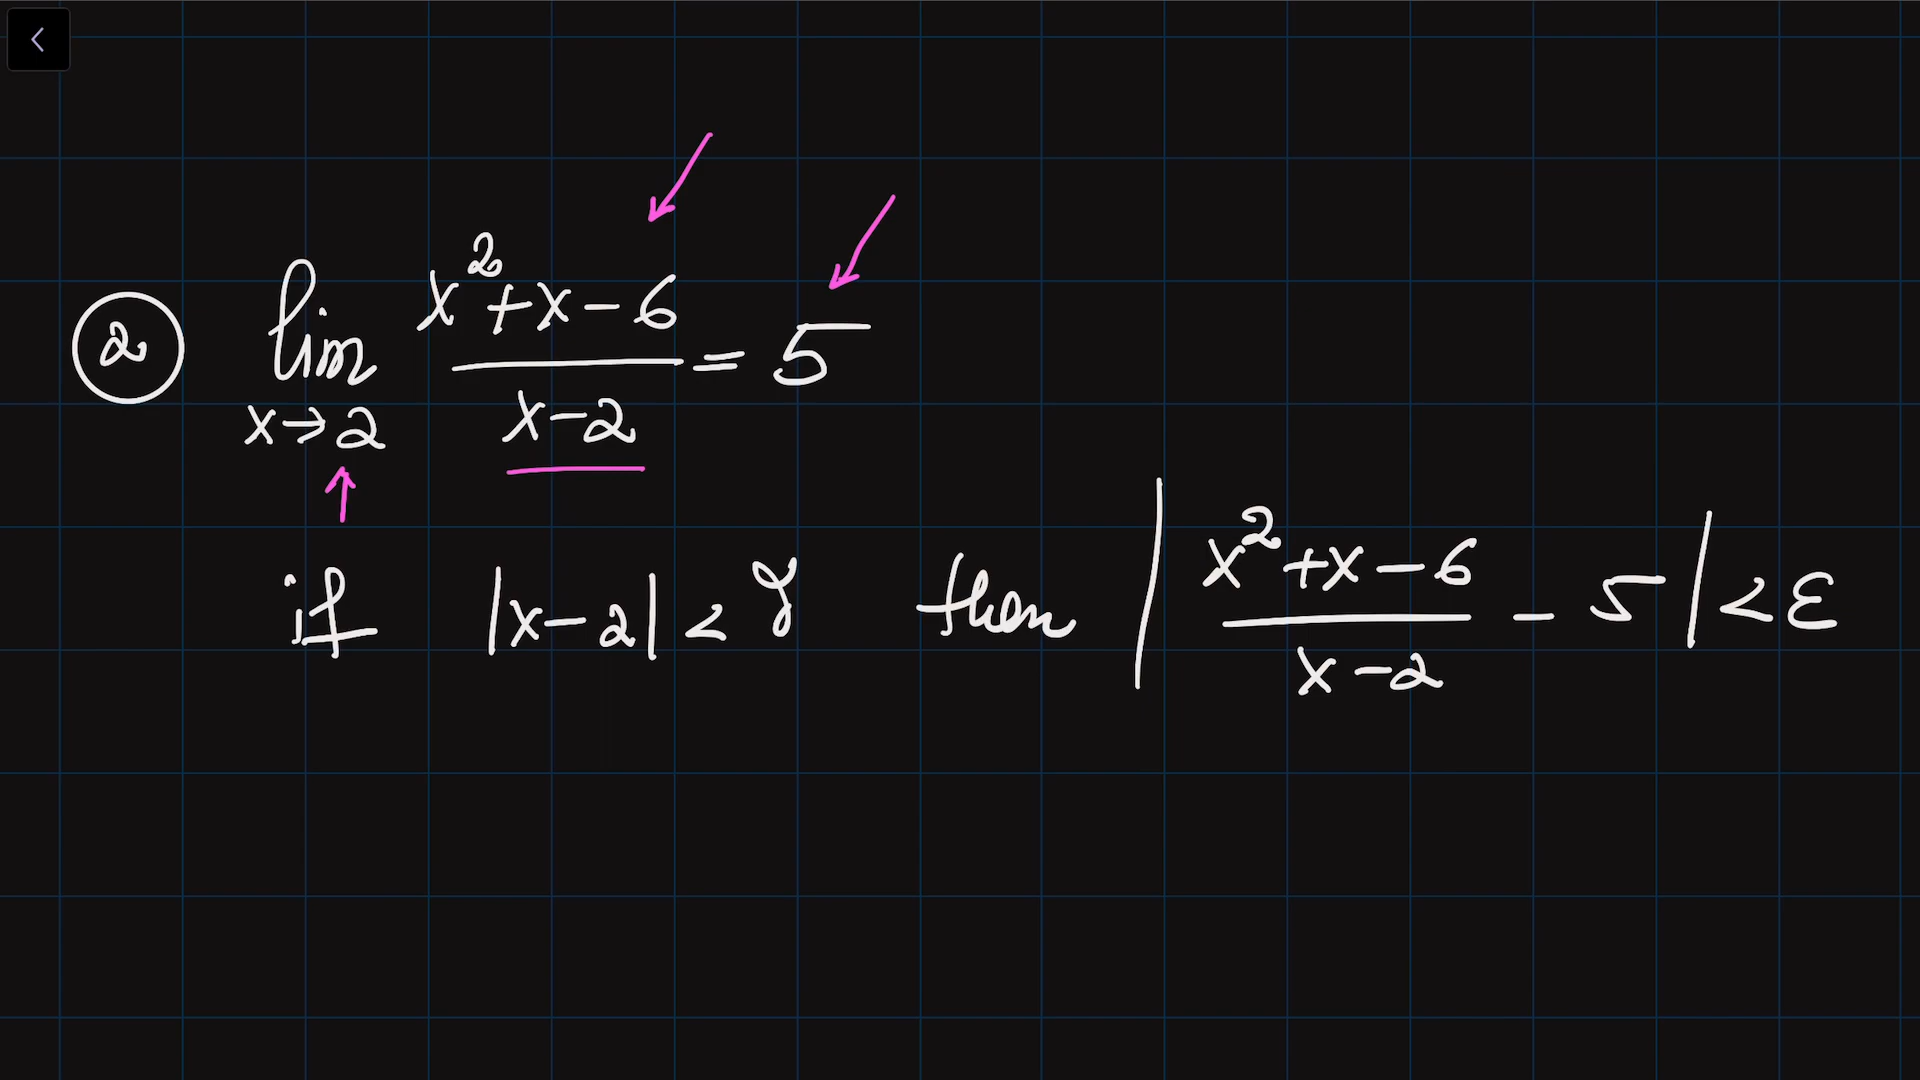 ② lim x→2 (x²+x-6)/(x-2) = 5
if |x-2| < δ then |(x²+x-6)/(x-2) - 5| < ε